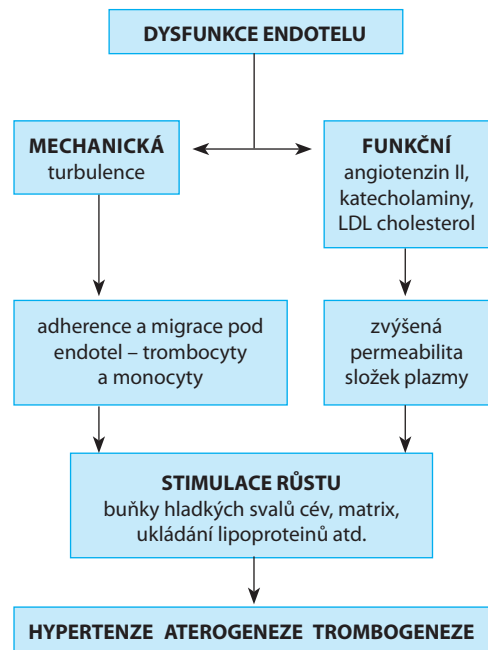 DYSFUNKCE ENDOTELU
MECHANICKÁ
turbulence
FUNKČNÍ
angiotenzin II,
katecholaminy,
LDL cholesterol
adherence a migrace pod
endotel – trombocyty
a monocyty
zvýšená
permeabilita
složek plazmy
STIMULACE RŮSTU
buňky hladkých svalů cév, matrix,
ukládání lipoproteinů atd.
HYPERTENZE ATEROGENEZE TROMBOGENEZE